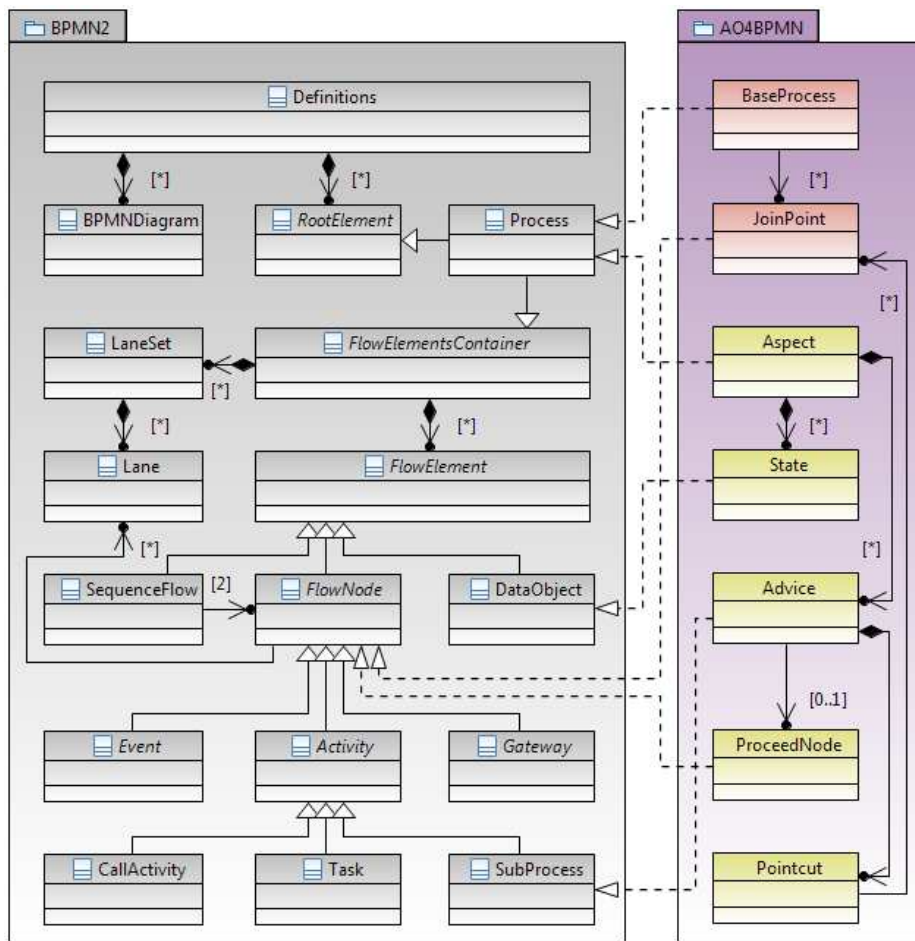 BPMN2
AO4BPMN
Definitions
BaseProcess
[*]
[*]
[*]
BPMNDiagram
RootElement
Process
JoinPoint
[*]
LaneSet
FlowElementsContainer
Aspect
[*]
[*]
[*]
[*]
Lane
FlowElement
State
[*]
[*]
SequenceFlow
[2]
FlowNode
DataObject
Advice
[0..1]
Event
Activity
Gateway
ProceedNode
CallActivity
Task
SubProcess
Pointcut